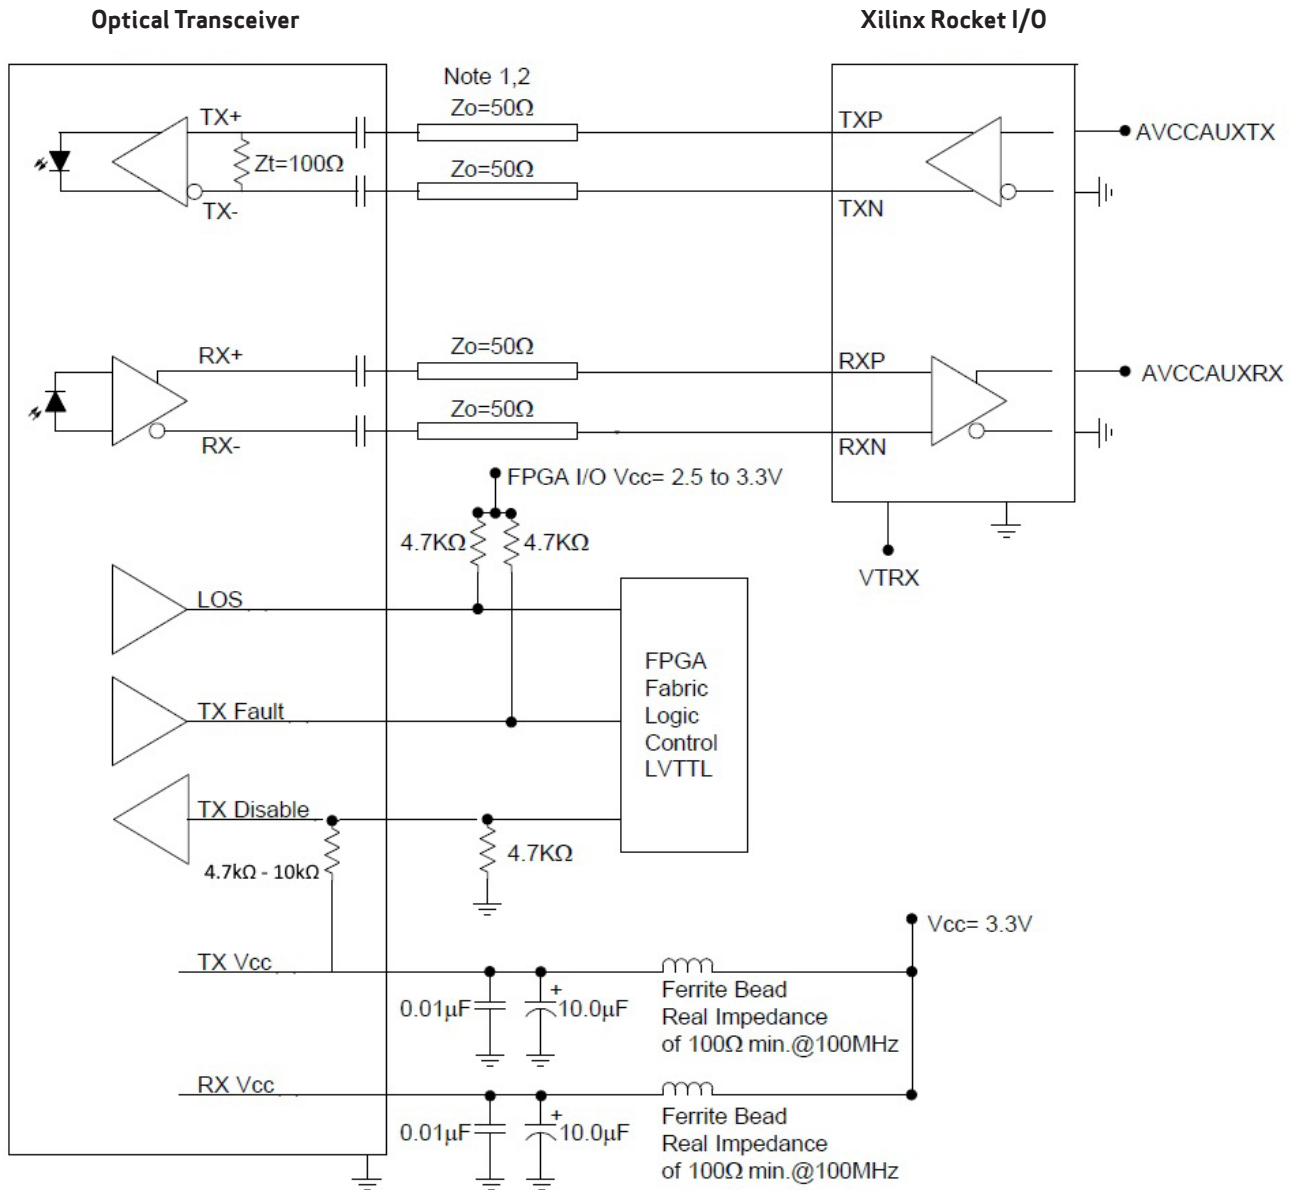 Optical Transceiver
Xilinx Rocket I/O
Note 1,2
Zo=50Ω
TX+
TXP
AVCCAUXTX
Zt=100Ω
Zo=50Ω
TX-
TXN
Zo=50Ω
RX+
RXP
AVCCAUXRX
Zo=50Ω
RX-
RXN
FPGA I/O Vcc= 2.5 to 3.3V
4.7KΩ
4.7KΩ
VTRX
LOS
FPGA
Fabric
Logic
Control
LVTTL
TX Fault
TX Disable
4.7KΩ
4.7kΩ - 10kΩ
Vcc= 3.3V
TX Vcc
+
0.01μF
10.0μF
Ferrite Bead
Real Impedance
of 100Ω min.@100MHz
RX Vcc
+
0.01μF
10.0μF
Ferrite Bead
Real Impedance
of 100Ω min.@100MHz